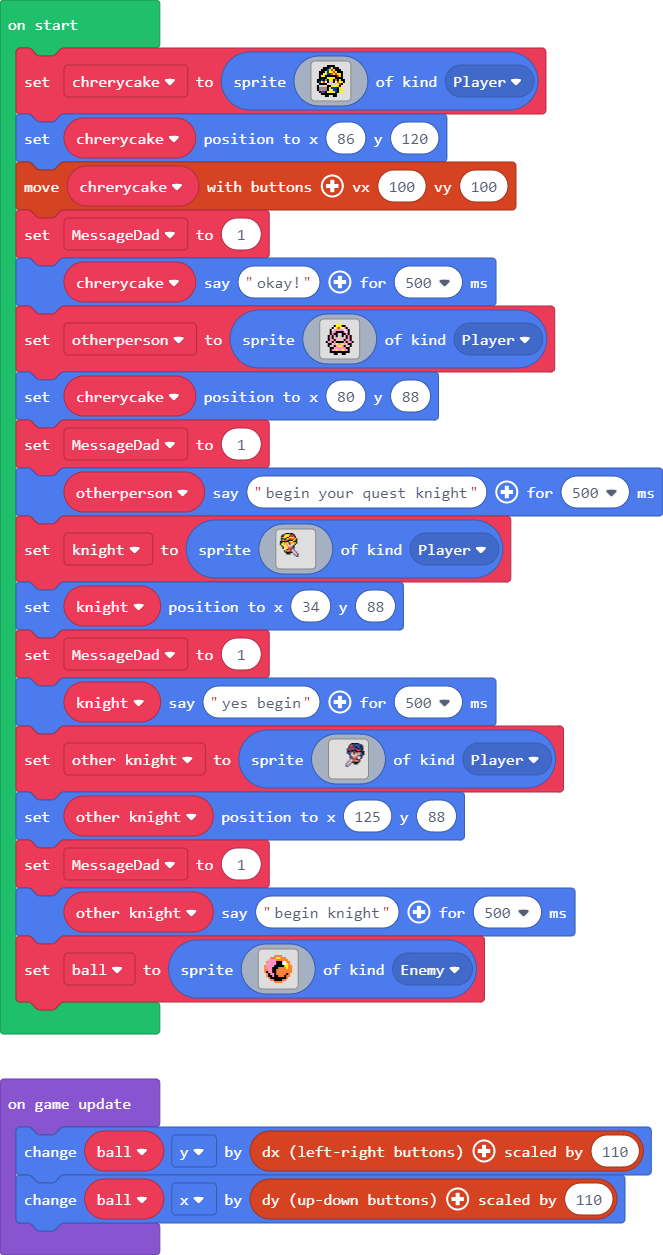 on start
set chrerycake to sprite of kind Player
set chrerycake position to x 86 y 120
move chrerycake with buttons vx 100 vy 100
set MessageDad to 1
chrerycake say "okay!" for 500 ms
set otherperson to sprite of kind Player
set chrerycake position to x 80 y 88
set MessageDad to 1
otherperson say "begin your quest knight" for 500 ms
set knight to sprite of kind Player
set knight position to x 34 y 88
set MessageDad to 1
knight say "yes begin" for 500 ms
set other knight to sprite of kind Player
set other knight position to x 125 y 88
set MessageDad to 1
other knight say "begin knight" for 500 ms
set ball to sprite of kind Enemy
on game update
change ball y by dx (left-right buttons) scaled by 110
change ball x by dy (up-down buttons) scaled by 110